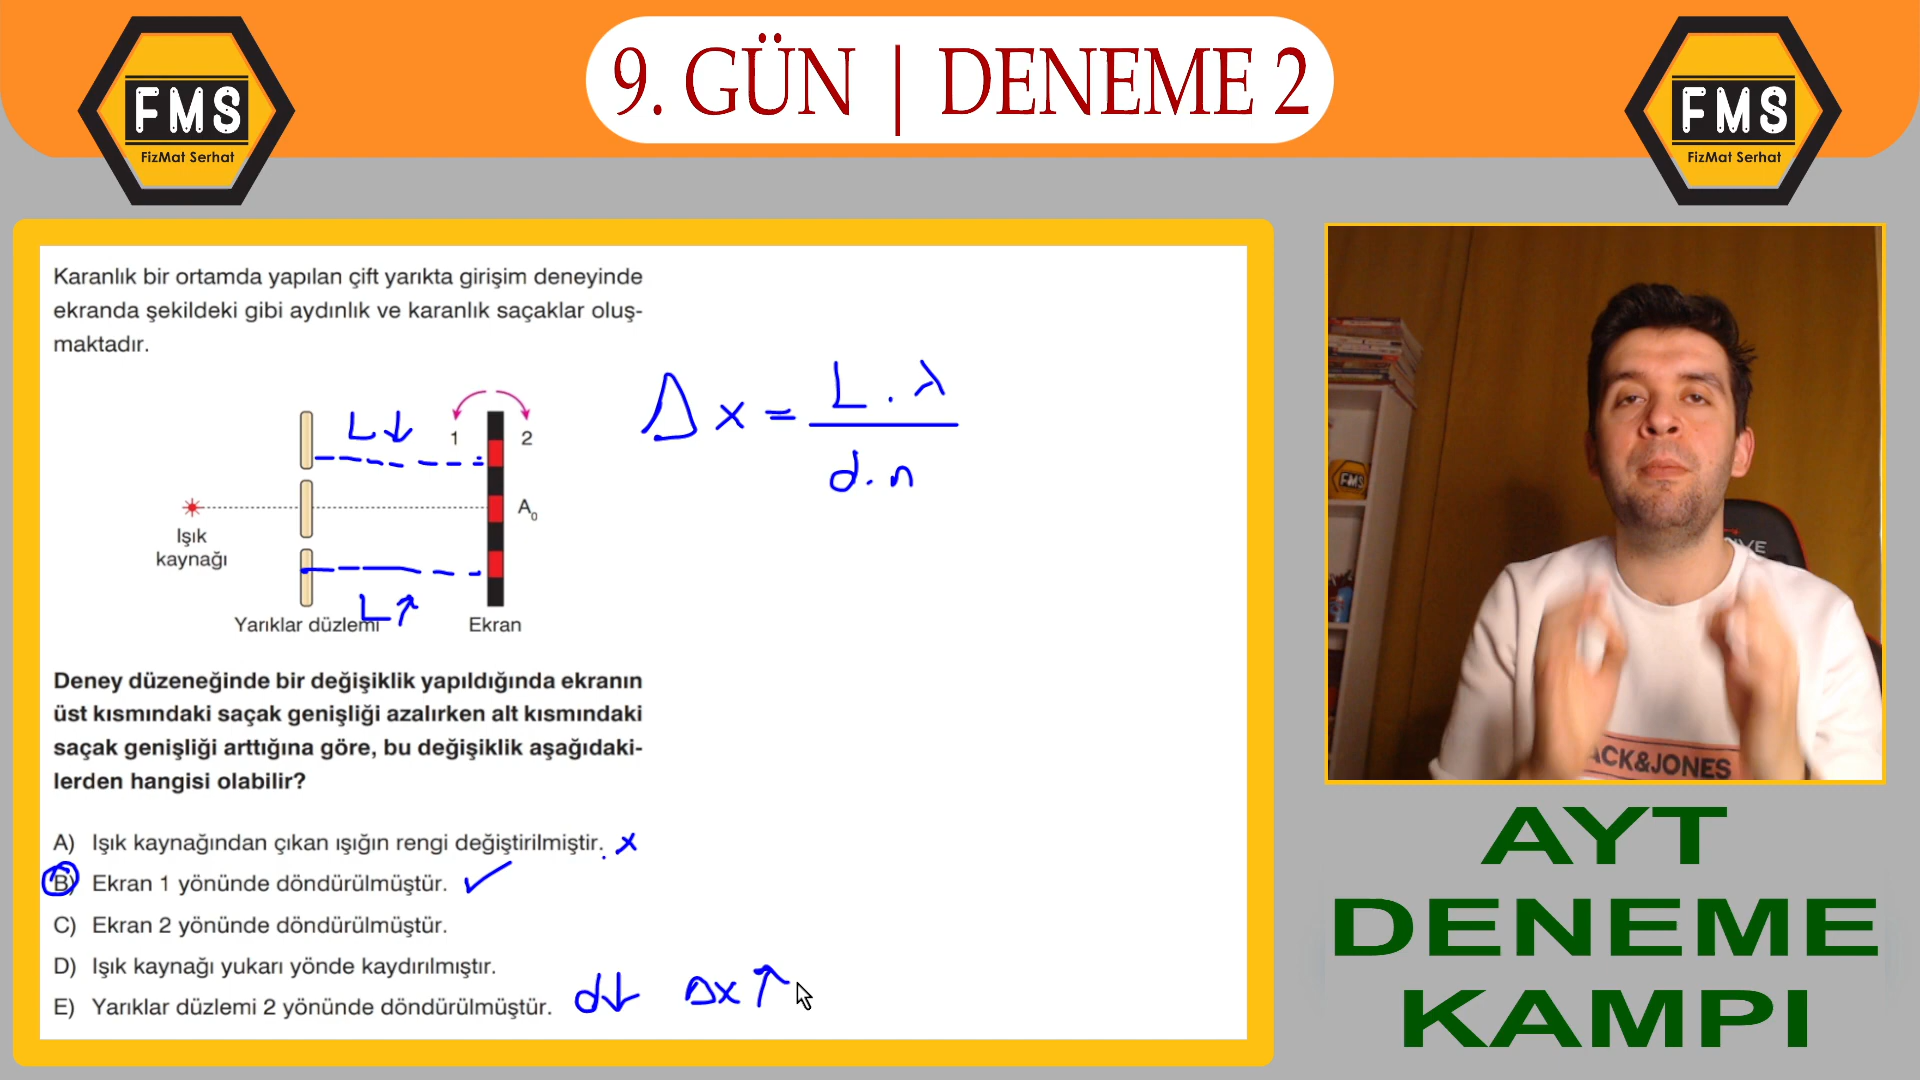 FMS
FizMat Serhat
9. GÜN | DENEME 2
FMS
FizMat Serhat
Karanlık bir ortamda yapılan çift yarıkta girişim deneyinde
ekranda şekildeki gibi aydınlık ve karanlık saçaklar oluş-
maktadır.
L↓
1
2
Δx = L . λ
d . n
A₀
Işık
kaynağı
L↑
Yarıklar düzlemi
Ekran
Deney düzeneğinde bir değişiklik yapıldığında ekranın
üst kısmındaki saçak genişliği azalırken alt kısmındaki
saçak genişliği arttığına göre, bu değişiklik aşağıdaki-
lerden hangisi olabilir?
A) Işık kaynağından çıkan ışığın rengi değiştirilmiştir. x
B) Ekran 1 yönünde döndürülmüştür. ✓
C) Ekran 2 yönünde döndürülmüştür.
D) Işık kaynağı yukarı yönde kaydırılmıştır.
E) Yarıklar düzlemi 2 yönünde döndürülmüştür. d↓ Δx↑
FMS
ACK&JONES
AYT
DENEME
KAMPI